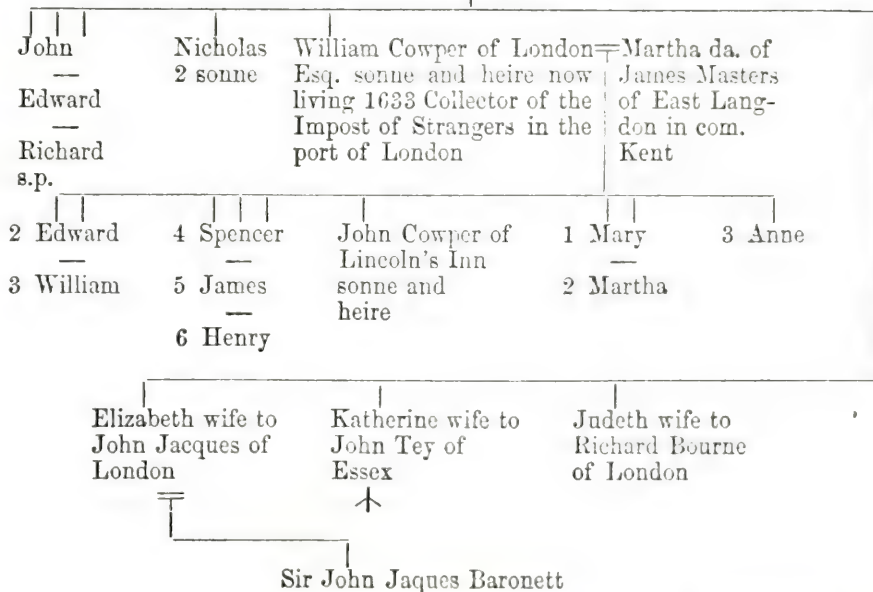 John
Edward
Richard
s.p.
Nicholas
2 sonne
William Cowper of London
Esq. sonne and heire now
living 1633 Collector of the
Impost of Strangers in the
port of London
Martha da. of
James Masters
of East Lang-
don in com.
Kent
2 Edward
3 William
4 Spencer
5 James
6 Henry
John Cowper of
Lincoln's Inn
sonne and
heire
1 Mary
2 Martha
3 Anne
Elizabeth wife to
John Jacques of
London
Katherine wife to
John Tey of
Essex
Judeth wife to
Richard Bourne
of London
Sir John Jaques Baronett